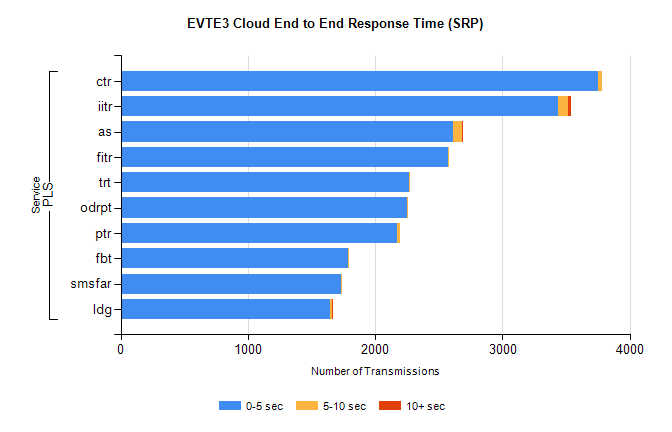 EVTE3 Cloud End to End Response Time (SRP)
Service
PLS
ctr
iitr
as
fitr
trt
odrpt
ptr
fbt
smsfar
ldg
0 1000 2000 3000 4000
Number of Transmissions
0-5 sec 5-10 sec 10+ sec